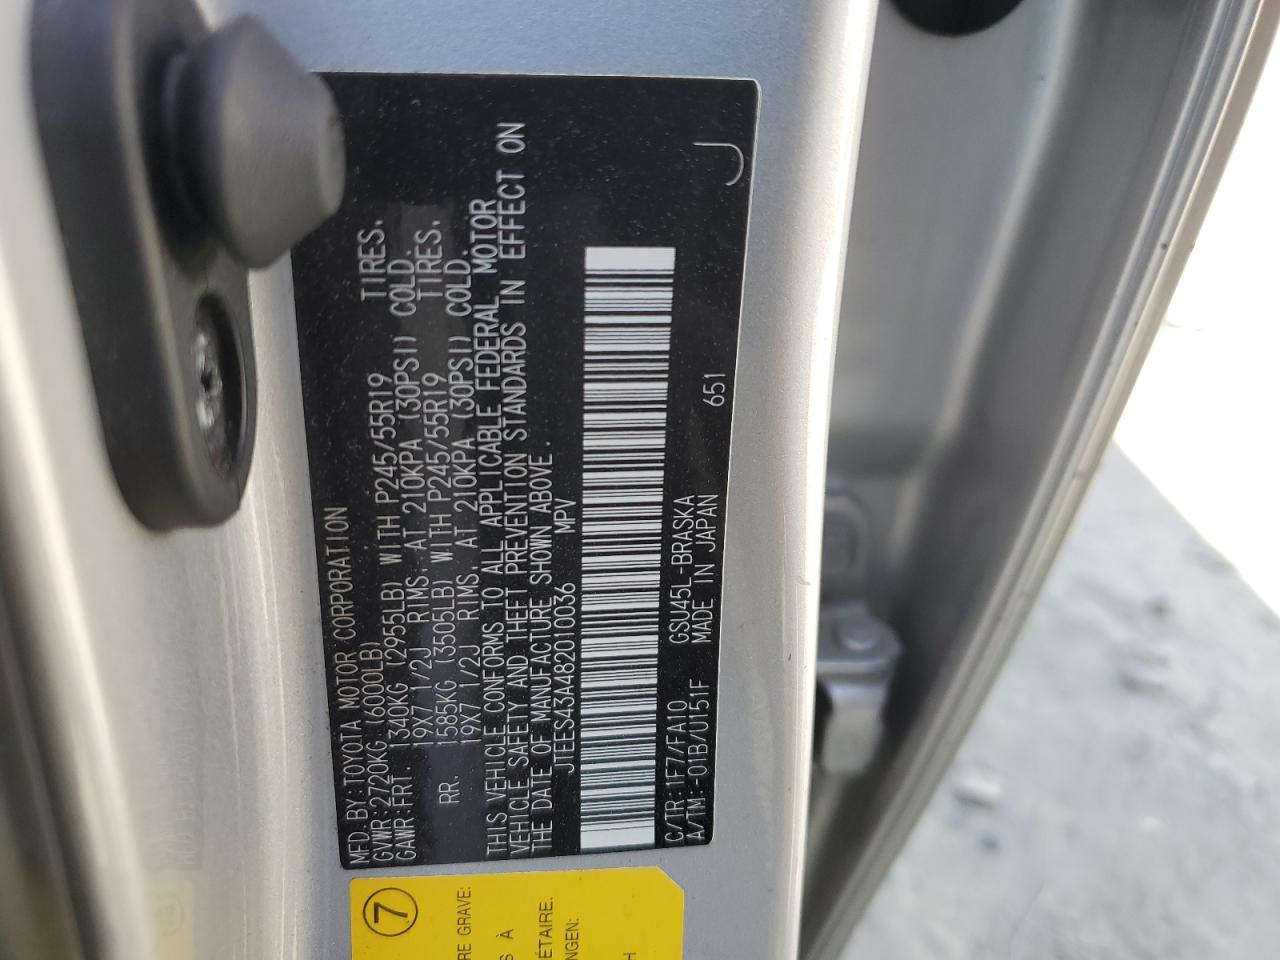 MFD.BY:TOYOTA MOTOR CORPORATION
GVWR:2720KG (6000LB)
GAWR:FRT 1340KG (2955LB) WITH P245/55R19 TIRES,
19X7 1/2J RIMS, AT 210KPA (30PSI) COLD.
RR. 1585KG (3505LB) WITH P245/55R19 TIRES,
19X7 1/2J RIMS, AT 210KPA (30PSI) COLD.
THIS VEHICLE CONFORMS TO ALL APPLICABLE FEDERAL MOTOR
VEHICLE SAFETY AND THEFT PREVENTION STANDARDS IN EFFECT ON
THE DATE OF MANUFACTURE SHOWN ABOVE.
JTEES43A482010036 MPV
C/TR:1F7/FA10 GSU45L-BRASKA 651 J
A/TM:-01B/U151F MADE IN JAPAN
7
RE GRAVE:
À
ÉTAIRE.
NGEN:
H